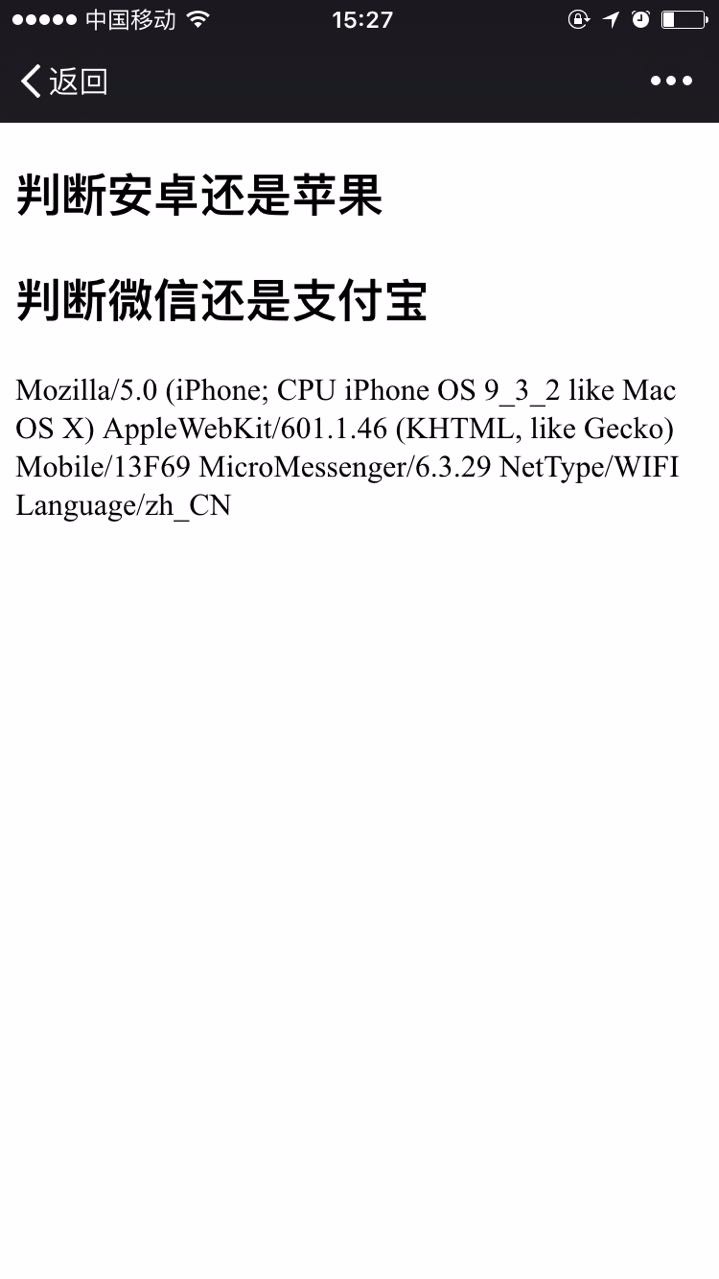 中国移动 15:27
返回
判断安卓还是苹果
判断微信还是支付宝
Mozilla/5.0 (iPhone; CPU iPhone OS 9_3_2 like Mac
OS X) AppleWebKit/601.1.46 (KHTML, like Gecko)
Mobile/13F69 MicroMessenger/6.3.29 NetType/WIFI
Language/zh_CN